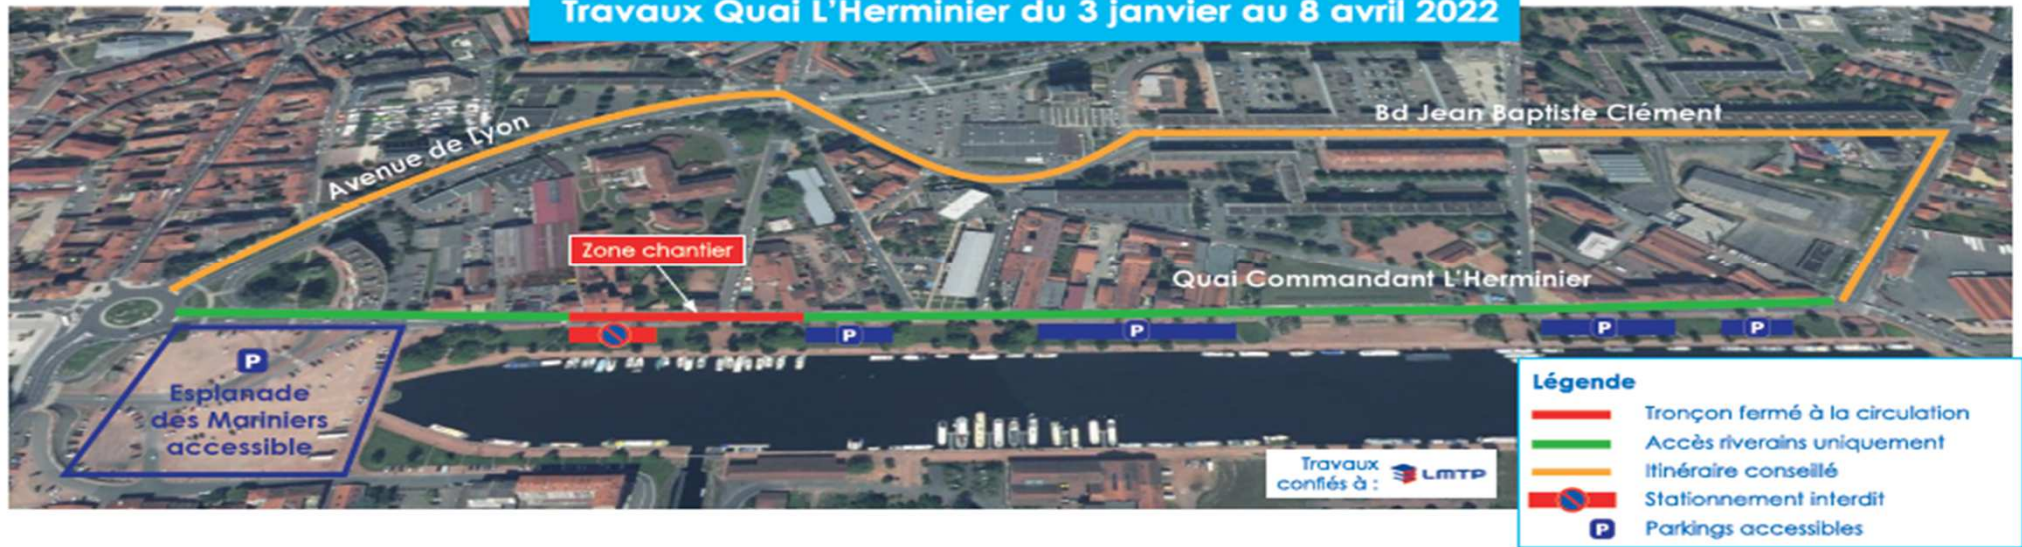 Travaux Quai L'Herminier du 3 janvier au 8 avril 2022
Bd Jean Baptiste Clément
Avenue de Lyon
Zone chantier
Quai Commandant L'Herminier
P
P
P
P
P
Esplanade
des Mariniers
accessible
Travaux
confiés à :
LMTP
Légende
Tronçon fermé à la circulation
Accès riverains uniquement
Itinéraire conseillé
Stationnement interdit
P Parkings accessibles